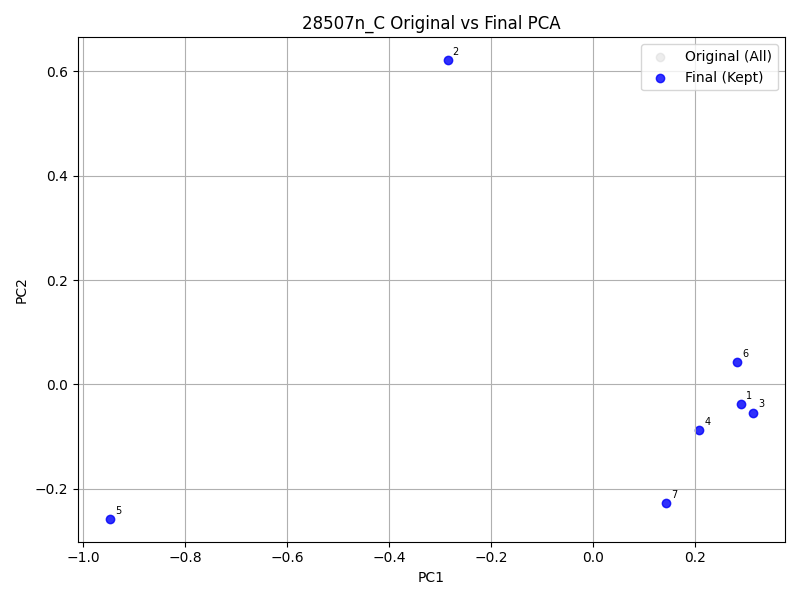 28507n_C Original vs Final PCA
Original (All)
Final (Kept)
PC2
0.6
0.4
0.2
0.0
−0.2
2
6
1
3
4
7
5
−1.0 −0.8 −0.6 −0.4 −0.2 0.0 0.2
PC1